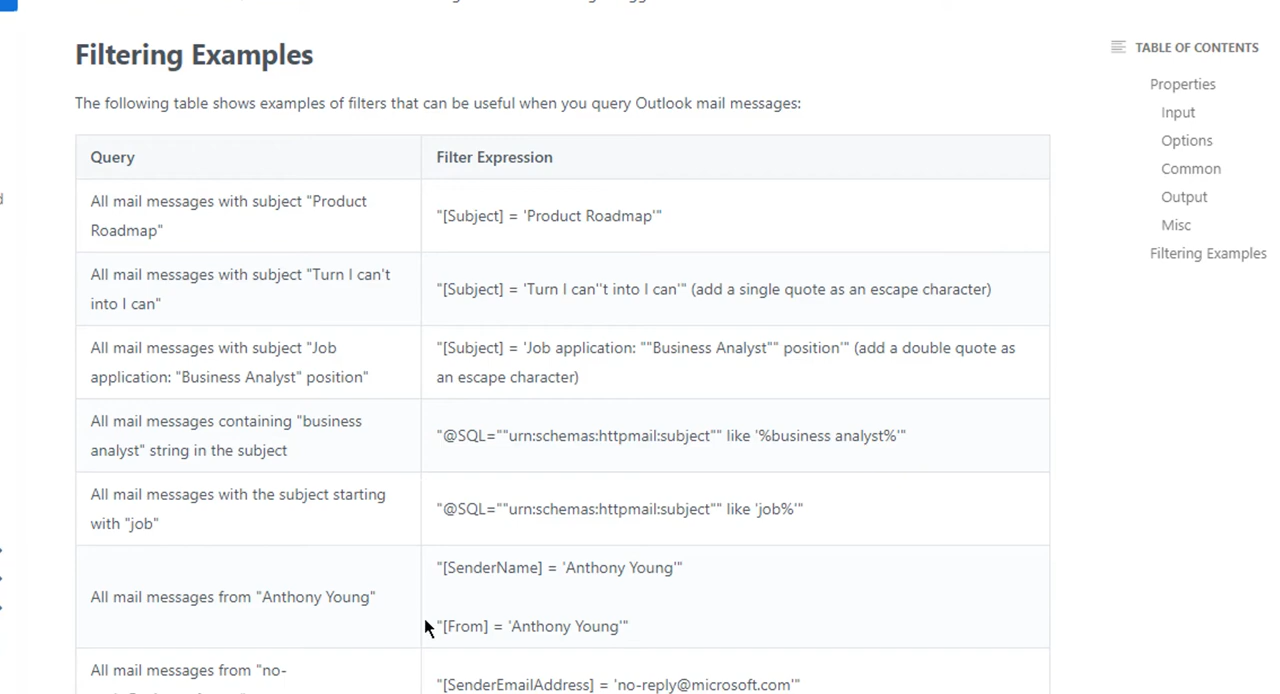 Filtering Examples
The following table shows examples of filters that can be useful when you query Outlook mail messages:
Query
Filter Expression
All mail messages with subject "Product
Roadmap"
"[Subject] = 'Product Roadmap'"
All mail messages with subject "Turn I can't
into I can"
"[Subject] = 'Turn I can''t into I can'" (add a single quote as an escape character)
All mail messages with subject "Job
application: "Business Analyst" position"
"[Subject] = 'Job application: ""Business Analyst"" position'" (add a double quote as
an escape character)
All mail messages containing "business
analyst" string in the subject
"@SQL=""urn:schemas:httpmail:subject"" like '%business analyst%'"
All mail messages with the subject starting
with "job"
"@SQL=""urn:schemas:httpmail:subject"" like 'job%'"
All mail messages from "Anthony Young"
"[SenderName] = 'Anthony Young'"
"[From] = 'Anthony Young'"
All mail messages from "no-
"[SenderEmailAddress] = 'no-reply@microsoft.com'"
TABLE OF CONTENTS
Properties
Input
Options
Common
Output
Misc
Filtering Examples